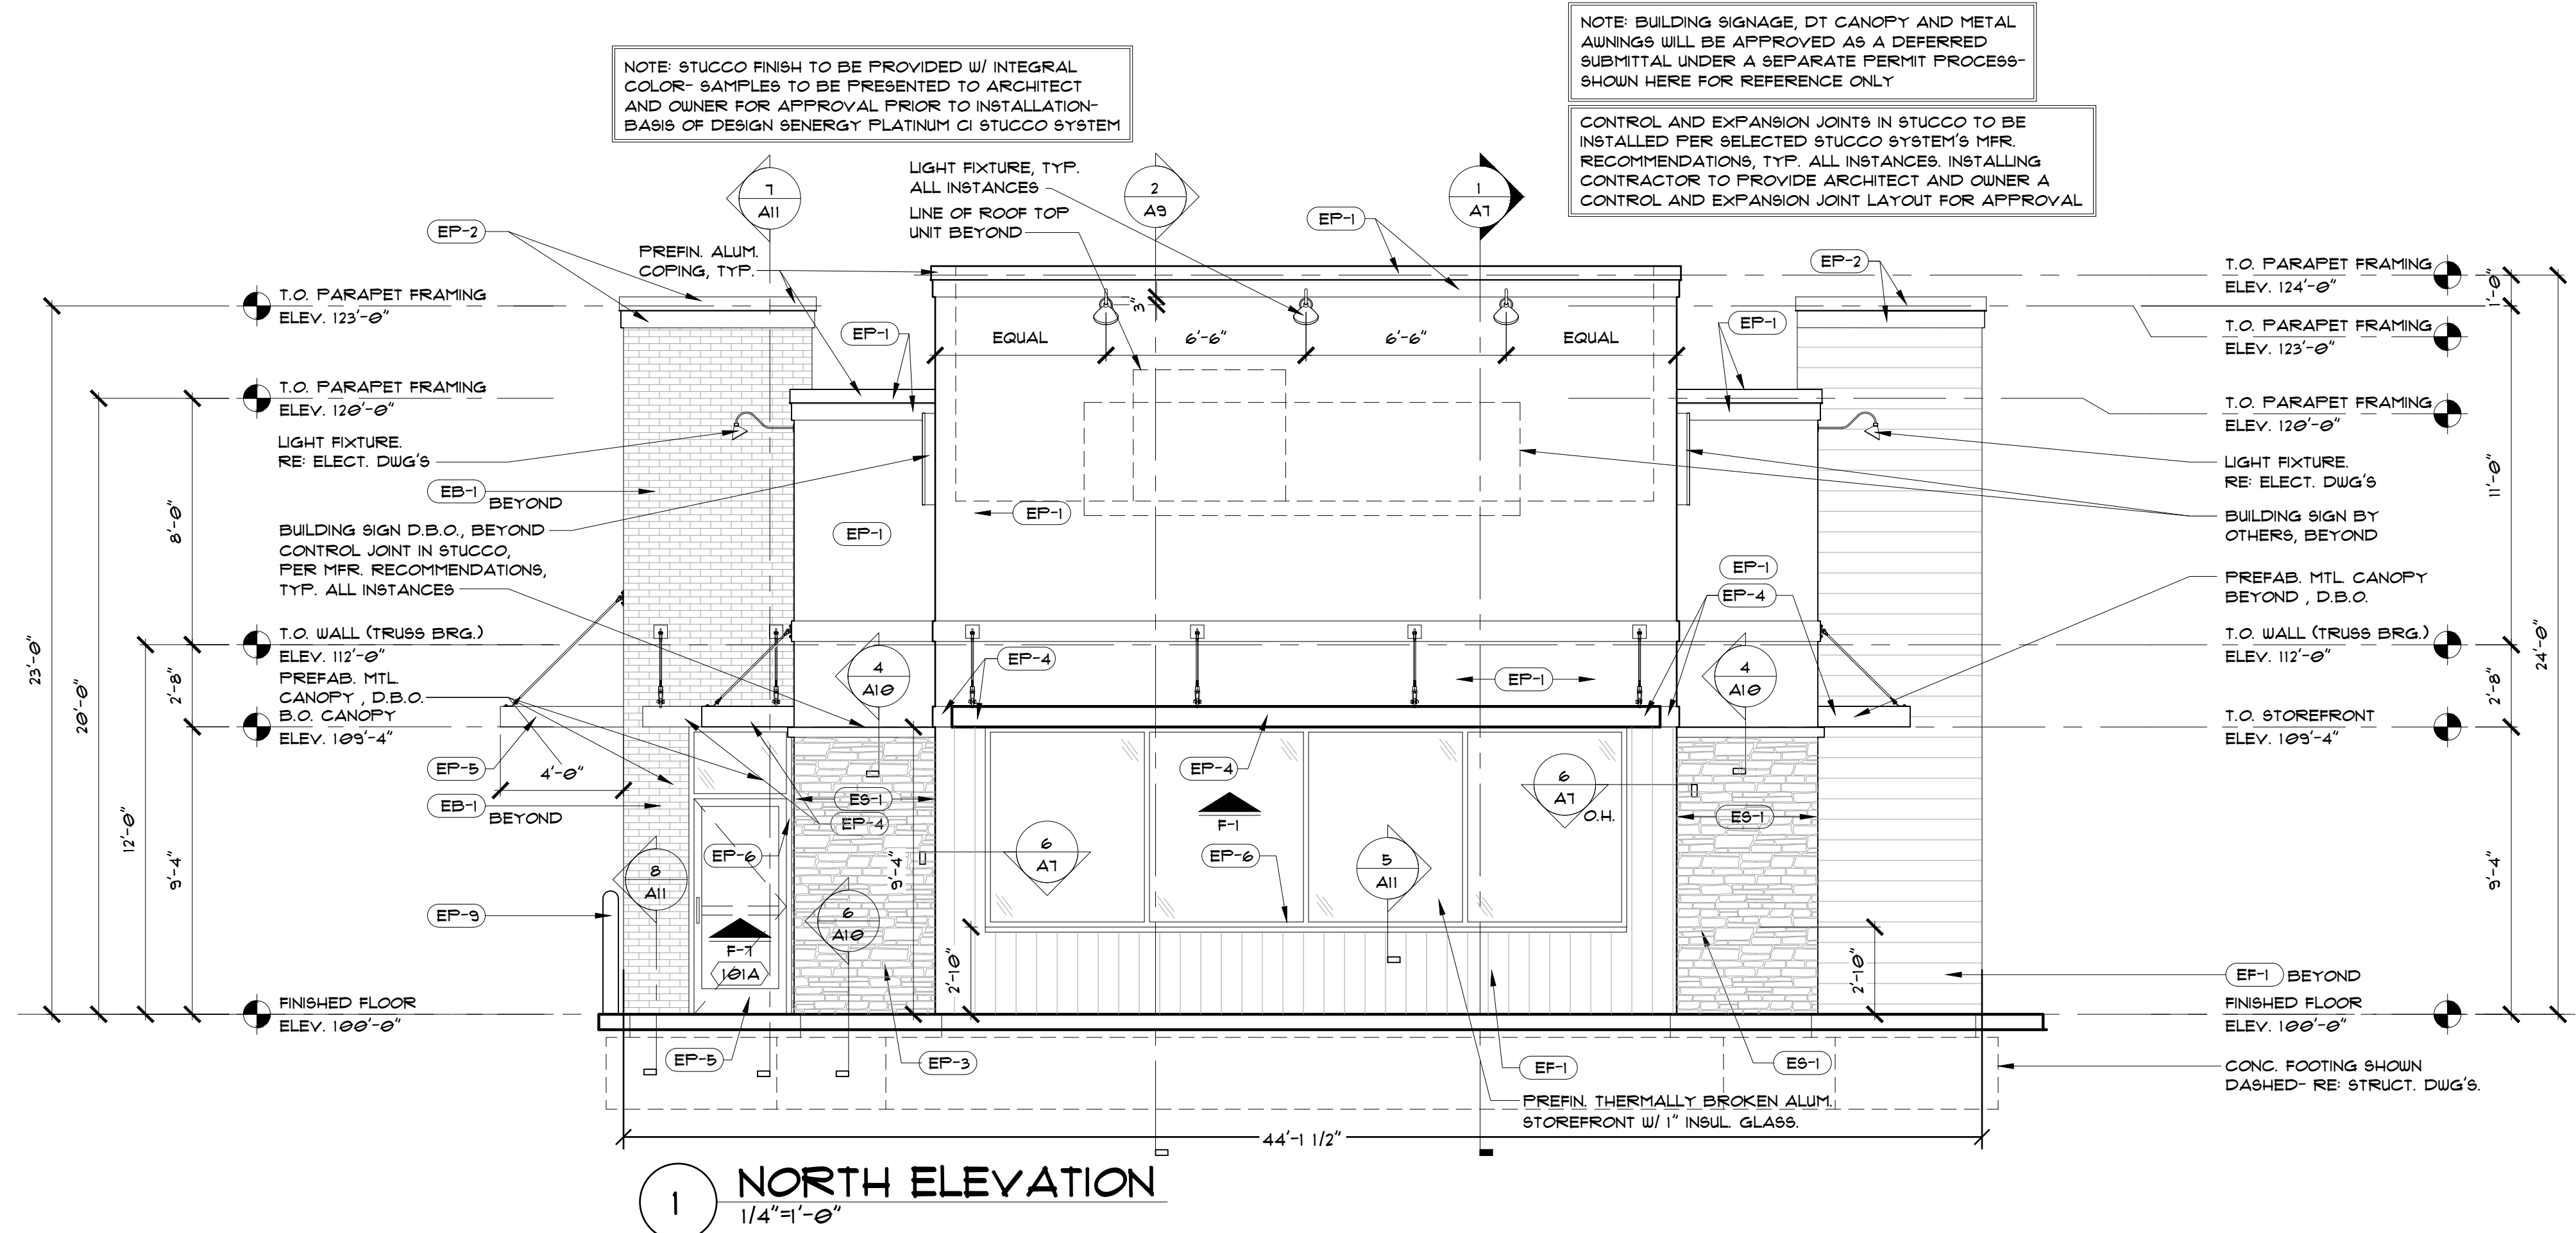 NOTE: BUILDING SIGNAGE, DT CANOPY AND METAL
AWNINGS WILL BE APPROVED AS A DEFERRED
SUBMITTAL UNDER A SEPARATE PERMIT PROCESS-
SHOWN HERE FOR REFERENCE ONLY
NOTE: STUCCO FINISH TO BE PROVIDED W/ INTEGRAL
COLOR- SAMPLES TO BE PRESENTED TO ARCHITECT
AND OWNER FOR APPROVAL PRIOR TO INSTALLATION-
BASIS OF DESIGN SENERGY PLATINUM CI STUCCO SYSTEM
CONTROL AND EXPANSION JOINTS IN STUCCO TO BE
INSTALLED PER SELECTED STUCCO SYSTEM'S MFR.
RECOMMENDATIONS, TYP. ALL INSTANCES. INSTALLING
CONTRACTOR TO PROVIDE ARCHITECT AND OWNER A
CONTROL AND EXPANSION JOINT LAYOUT FOR APPROVAL
7
A11
LIGHT FIXTURE, TYP.
ALL INSTANCES
LINE OF ROOF TOP
UNIT BEYOND
2
A9
1
A7
EP-1
EP-2
PREFIN. ALUM.
COPING, TYP.
EP-2
T.O. PARAPET FRAMING
ELEV. 123'-0"
T.O. PARAPET FRAMING
ELEV. 124'-0"
1'-0"
3"
EP-1
EQUAL
6'-6"
6'-6"
EQUAL
EP-1
T.O. PARAPET FRAMING
ELEV. 123'-0"
T.O. PARAPET FRAMING
ELEV. 120'-0"
T.O. PARAPET FRAMING
ELEV. 120'-0"
LIGHT FIXTURE.
RE: ELECT. DWG'S
LIGHT FIXTURE.
RE: ELECT. DWG'S
11'-0"
EB-1
BEYOND
8'-0"
EP-1
EP-1
BUILDING SIGN D.B.O., BEYOND
CONTROL JOINT IN STUCCO,
PER MFR. RECOMMENDATIONS,
TYP. ALL INSTANCES
BUILDING SIGN BY
OTHERS, BEYOND
EP-1
EP-4
PREFAB. MTL. CANOPY
BEYOND , D.B.O.
23'-0"
20'-0"
T.O. WALL (TRUSS BRG.)
ELEV. 112'-0"
PREFAB. MTL.
CANOPY , D.B.O.
B.O. CANOPY
ELEV. 109'-4"
2'-8"
4
A10
EP-4
EP-1
4
A10
T.O. WALL (TRUSS BRG.)
ELEV. 112'-0"
24'-0"
2'-8"
T.O. STOREFRONT
ELEV. 109'-4"
EP-5
4'-0"
EP-4
6
A7
O.H.
EB-1
BEYOND
ES-1
EP-4
F-1
ES-1
12'-0"
9'-4"
EP-6
9'-4"
6
A7
EP-6
5
A11
9'-4"
8
A11
EP-9
6
A10
F-7
101A
2'-10"
2'-10"
EF-1
BEYOND
FINISHED FLOOR
ELEV. 100'-0"
FINISHED FLOOR
ELEV. 100'-0"
EP-5
EP-3
EF-1
ES-1
CONC. FOOTING SHOWN
DASHED- RE: STRUCT. DWG'S.
PREFIN. THERMALLY BROKEN ALUM.
STOREFRONT W/ 1" INSUL. GLASS.
44'-1 1/2"
1
NORTH ELEVATION
1/4"=1'-0"